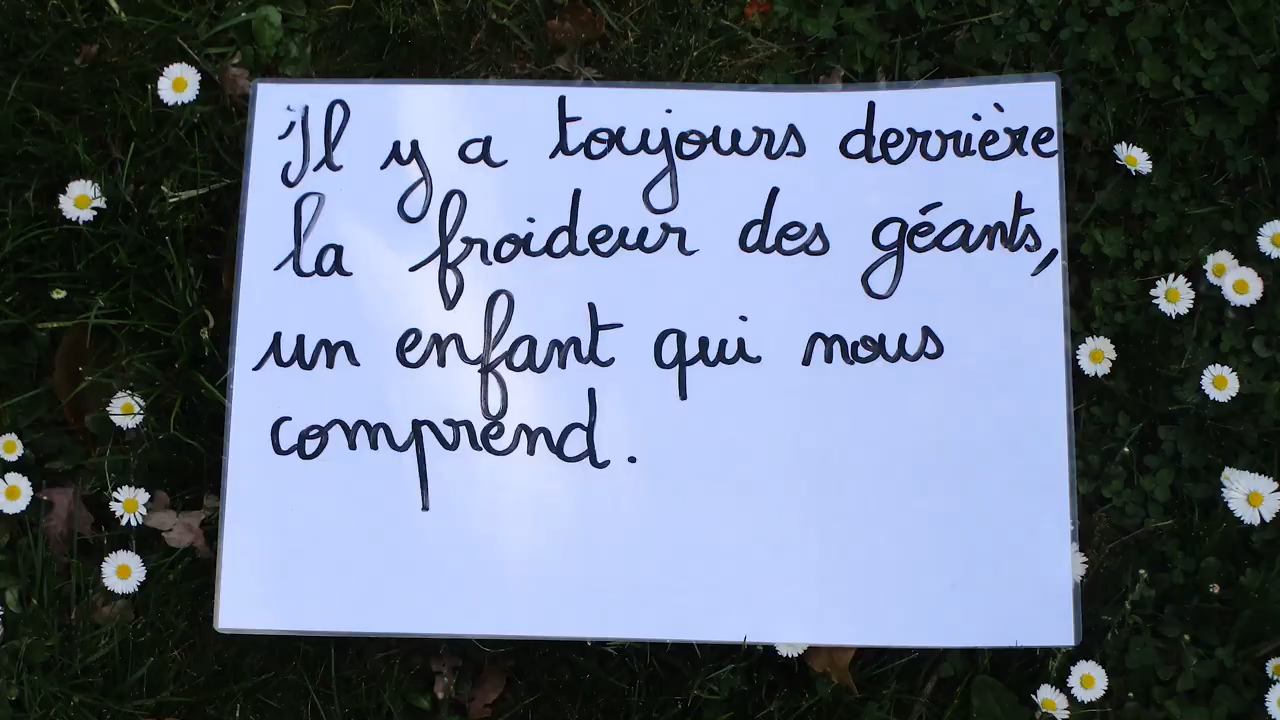 Il y a toujours derrière
la froideur des géants,
un enfant qui nous
comprend.